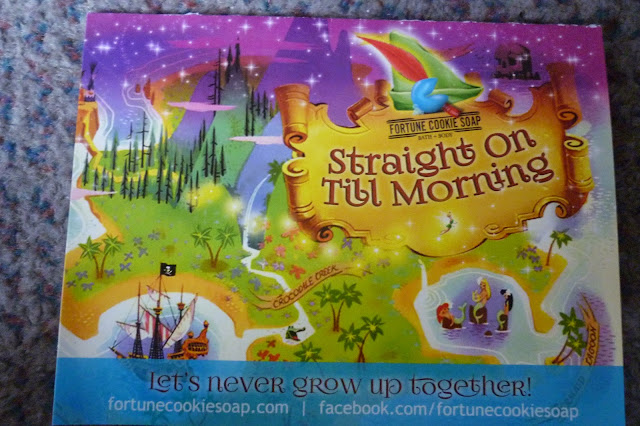 FORTUNE COOKIE SOAP
BATH + BODY
Straight On
Till Morning
CROCODILE CREEK
Let's never grow up together!
fortunecookiesoap.com | facebook.com/fortunecookiesoap